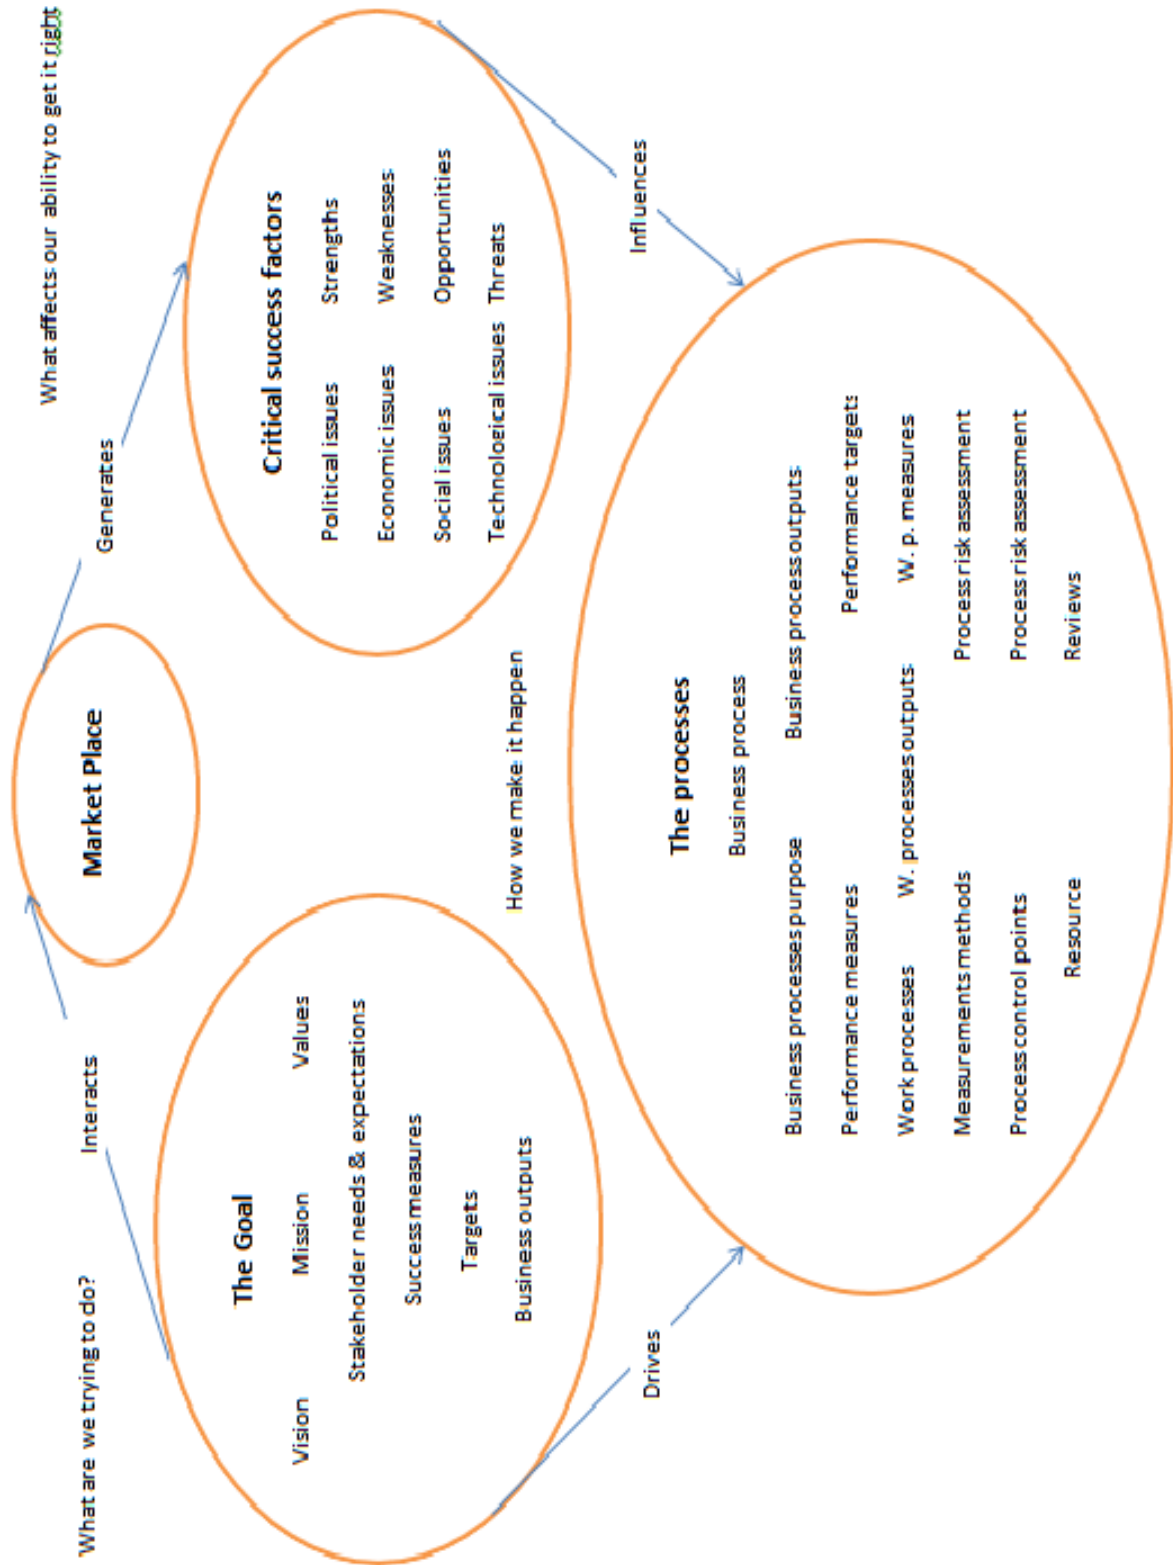 What are we trying to do?
What affects our ability to get it right
Interacts
Market Place
Generates
The Goal
Vision Mission Values
Stakeholder needs & expectations
Success measures
Targets
Business outputs
Critical success factors
Political issues Strengths
Economic issues Weaknesses
Social issues Opportunities
Technological issues Threats
How we make it happen
Drives
Influences
The processes
Business process
Business processes purpose Business process outputs
Performance measures Performance targets
Work processes W. processes outputs W. p. measures
Measurements methods Process risk assessment
Process control points Process risk assessment
Resource Reviews